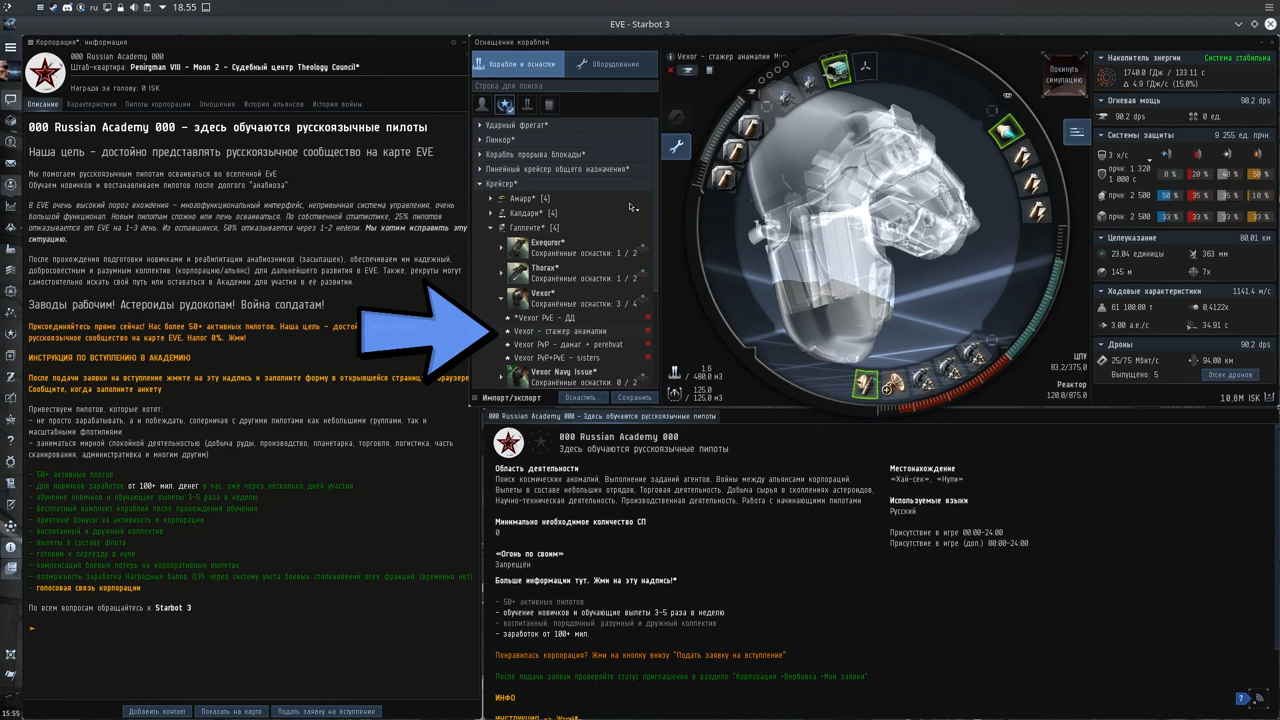 ru
18.55
EVE - Starbot 3
Корпорация*: информация
000 Russian Academy 000
Штаб-квартира: Penirgman VIII - Moon 2 - Судебный центр Theology Council*
Награда за голову: 0 ISK
Описание Характеристики Пилоты корпорации Отношения История альянсов История войны
000 Russian Academy 000 - здесь обучаются русскоязычные пилоты
Наша цель - достойно представлять русскоязычное сообщество на карте EVE
Мы помогаем русскоязычным пилотам осваиваться во вселенной EvE
Обучаем новичков и востанавливаем пилотов после долгого "анабиоза"
В EVE очень высокий порог вхождения - многофункциональный интерфейс, непривычная система управления, очень
большой функционал. Новым пилотам сложно или лень осваиваться. По собственной статпистике, 25% пилотов
отказывается от EVE на 1-3 день. Из оставшихся, 50% отказывается через 1-2 недели. Мы хотим исправить эту
ситуацию.
После прохождения подготовки новичками и реабилитации анабиозников (засыпашек), обеспечиваем им надежный,
добросовестным и разумный коллектив (корпорацию/альянс) для дальнейшего развития в EVE. Также, рекруты могут
самостоятельно искать свой путь или оставаться в Академии для участия в её развитии.
Заводы рабочим! Астероиды рудокопам! Война солдатам!
Присоединяйтесь прямо сейчас! Нас более 50+ активных пилотов. Наша цель -
русскоязычное сообщество на карте EVE. Налог 0%. Жми!
ИНСТРУКЦИЯ ПО ВСТУПЛЕНИЮ В АКАДЕМИЮ
После подачи заявки на вступление жмите на эту надпись и заполните форму в открывшейся страниц
Сообщите, когда заполните анкету
Приветствуем пилотов, которые хотят:
- не просто зарабатывать, а и побеждать, соперничая с другими пилотами как небольшими группами, так и
масштабными флотилиями
- заниматься мирной спокойной деятельностью (добыча руды, производство, планетарка, торговля, логистика, часть
сканирования, административка и многим другим)
- 50+ активных плотов
- для новичков заработок от 100+ мил. денег в час, уже через несколько дней участия
- обучение новичков и обучающие вылеты 3-5 раза в неделю
- бесплатный комплект кораблей после прохождения обучения
- приятные бонусы за активность в корпорации
- воспитанный и дружный коллектив
- вылеты в составе флота
- готовим к переезду в нули
- компенсация боевых потерь на корпоративных вылетах
- возможность заработка Наградных балов (LP) через систему учета боевых столкновений всех фракций (временно нет)
- голосовая связь корпорации
По всем вопросам обращайтесь к Starbot 3
Добавить контакт Показать на карте Подать заявку на вступление
15:55
Оснащение кораблей
Корабли и оснастки Оборудование
Строка для поиска
Ударный фрегат*
Линкор*
Корабль прорыва блокады*
Линейный крейсер общего назначения*
Крейсер*
Амарр* [4]
Калдари* [4]
Галленте* [4]
Exequror*
Сохранённые оснастки: 1 / 2
Thorax*
Сохранённые оснастки: 1 / 2
Vexor*
Сохранённые оснастки: 3 / 4
*Vexor PvE - ДД
Vexor - стажер анамалии
Vexor PvP - дамаг + perehvat
Vexor PvP+PvE - sisters
Vexor Navy Issue*
Сохранённые оснастки: 0 / 2
Импорт/экспорт Оснастить... Сохранить
Vexor - стажер анамалии
Покинуть
симуляцию
1.6
/ 480.0 м3
125.0
/ 125.0 м3
ЦПУ
83.2/375.0
Реактор
120,0/875.0
10.8M ISK
Накопитель энергии Система стабильна
1740.0 ГДж / 133.11 с
Δ 4.9 ГДж/с (15.0%)
Огневая мощь 90.2 dps
90.2 dps 0 ед.
Системы защиты 9 255 ед. прчн.
3 х/с
прчн: 1 320
1 000 с
0 % 20 % 40 % 50 %
прчн: 2 500
50 % 35 % 10 %
прчн: 2 500
33 % 33 % 33 % 33 %
Целеуказание 80.01 км
23.04 единицы 363 мм
145 м 7x
Ходовые характеристики 1141.4 м/с
61 100.00 т 0.4122x
3.00 а.е/с 34.91 с
Дроны 90.2 dps
25/75 Мбит/с 94.00 км
Выпущено: 5 Отсек дронов
000 Russian Academy 000 - Здесь обучаются русскоязычные пилоты
000 Russian Academy 000
Здесь обучаются русскоязычные пилоты
Область деятельности
Поиск космических аномалий, Выполнение заданий агентов, Войны между альянсами корпораций,
Вылеты в составе небольших отрядов, Торговая деятельность, Добыча сырья в скоплениях астероидов,
Научно-техническая деятельность, Производственная деятельность, Работа с начинающими пилотами
Минимально необходимое количество СП
0
«Огонь по своим»
Запрещён
Больше информации тут. Жми на эту надпись!*
- 50+ активных пилотов
- обучение новичков и обучающие вылеты 3-5 раза в неделю
- воспитанный, порядочный, разумный и дружный коллектив
- заработок от 100+ мил.
Понравилась корпорация? Жми на кнопку внизу "Подать заявку на вступление"
После подачи заявуи проверяйте статус приглашения в разделе "Корпорация >Вербовка >Мои заявки"
ИНФО
Местонахождение
«Хай-сек», «Нули»
Используемые языки
Русский
Присутствие в игре 00:00-24:00
Присутствие в игре (доп.) 00:00-24:00
7